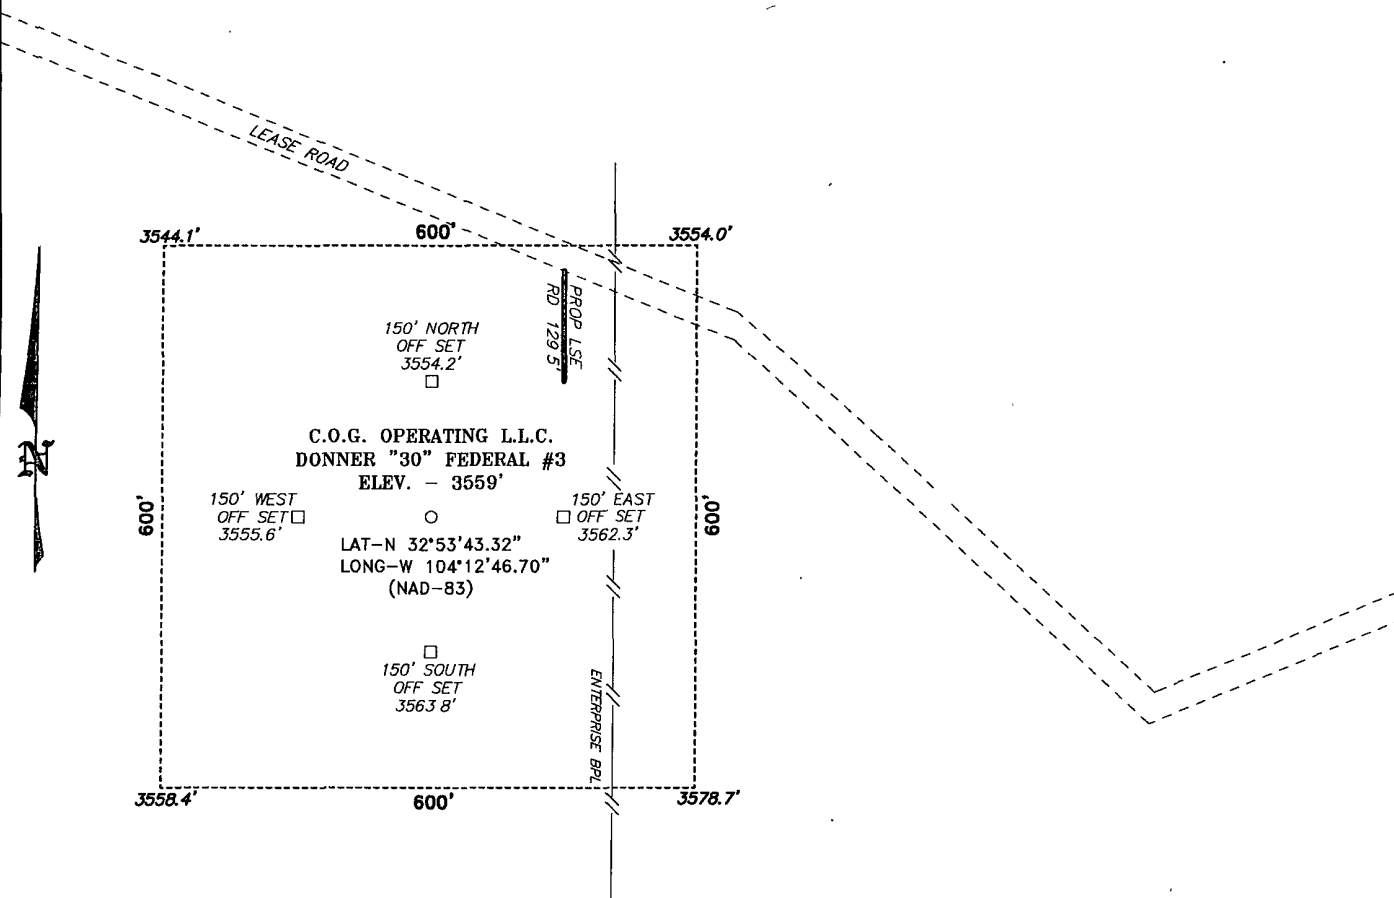 LEASE ROAD
3544.1'
600'
3554.0'
PROP LSE
RD 129 5'
150' NORTH
OFF SET
3554.2'
N
C.O.G. OPERATING L.L.C.
DONNER "30" FEDERAL #3
ELEV. - 3559'
600'
150' WEST
OFF SET
3555.6'
150' EAST
OFF SET
3562.3'
600'
LAT-N 32°53'43.32"
LONG-W 104°12'46.70"
(NAD-83)
150' SOUTH
OFF SET
3563 8'
ENTERPRISE BPL
3558.4'
600'
3578.7'